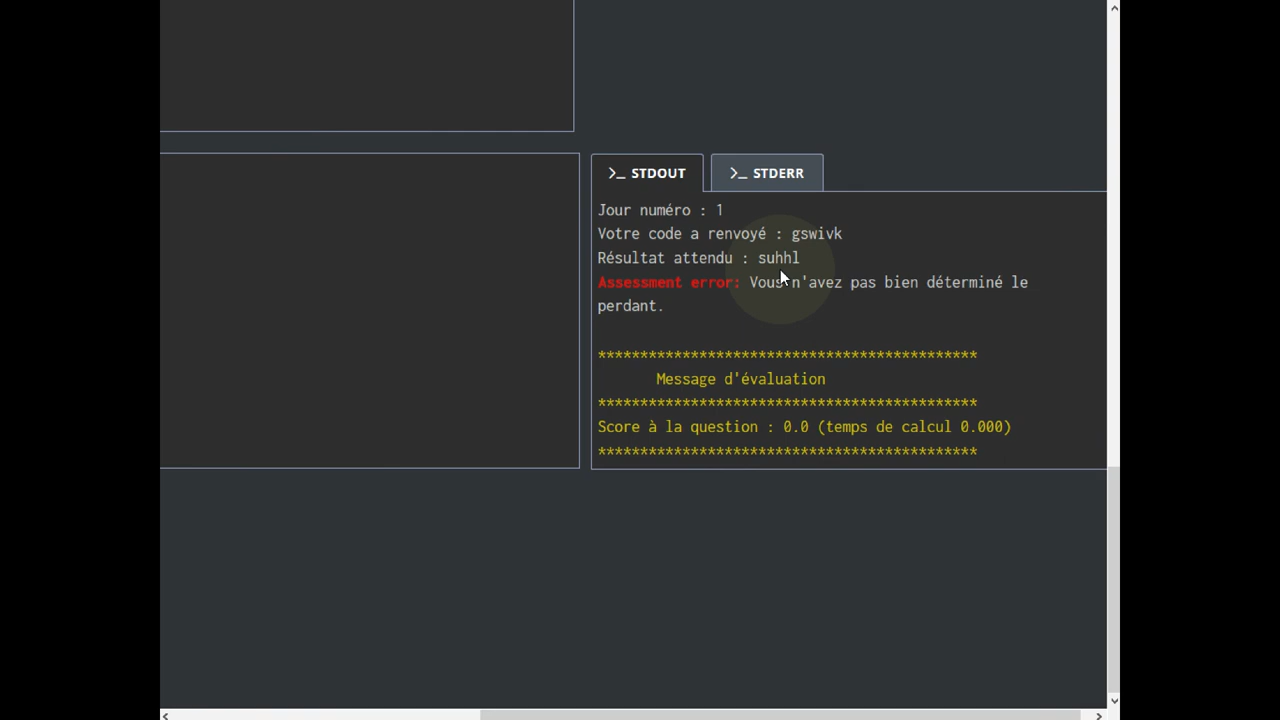 >_ STDOUT >_ STDERR
Jour numéro : 1
Votre code a renvoyé : gswivk
Résultat attendu : suhhl
Assessment error: Vous n'avez pas bien déterminé le
perdant.
*********************************************
Message d'évaluation
*********************************************
Score à la question : 0.0 (temps de calcul 0.000)
*********************************************